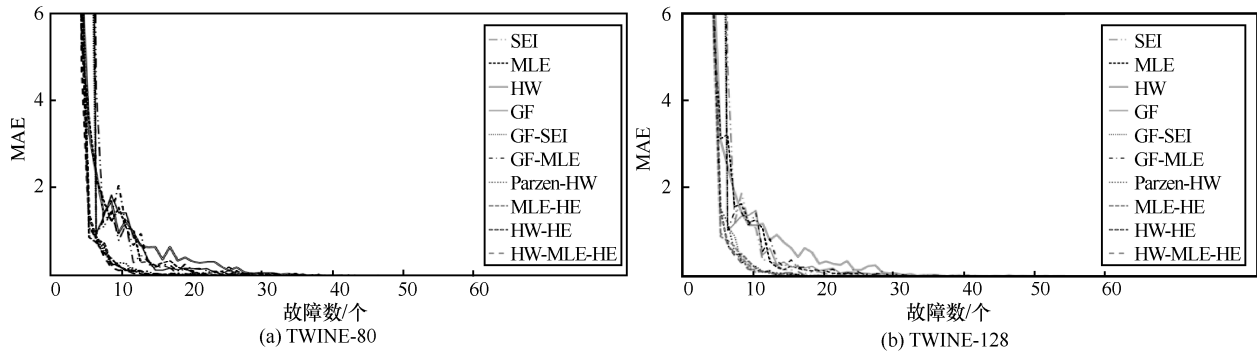 6
4
2
MAE
0 10 20 30 40 50 60
故障数/个
SEI
MLE
HW
GF
GF-SEI
GF-MLE
Parzen-HW
MLE-HE
HW-HE
HW-MLE-HE
(a) TWINE-80
6
4
2
MAE
0 10 20 30 40 50 60
故障数/个
SEI
MLE
HW
GF
GF-SEI
GF-MLE
Parzen-HW
MLE-HE
HW-HE
HW-MLE-HE
(b) TWINE-128